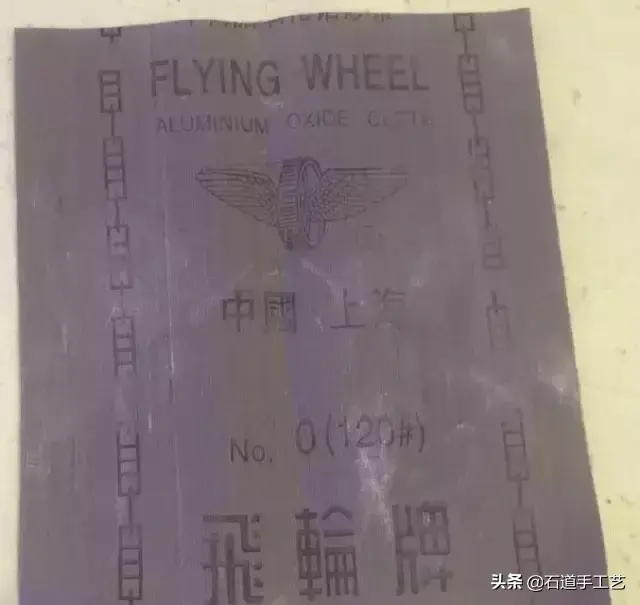 FLYING WHEEL
ALUMINIUM OXIDE CLOTH
中國 上海
No. 0(120#)
飛輪牌
头条 @石道手工艺